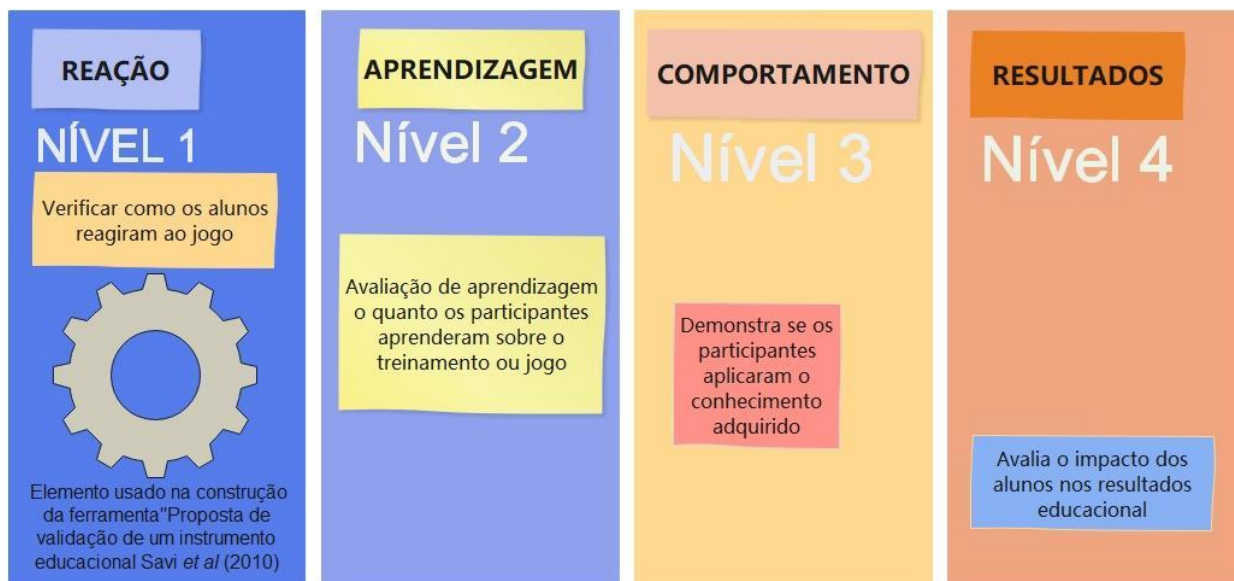 REAÇÃO
NÍVEL 1
Verificar como os alunos
reagiram ao jogo
Elemento usado na construção
da ferramenta"Proposta de
validação de um instrumento
educacional Savi et al (2010)
APRENDIZAGEM
Nível 2
Avaliação de aprendizagem
o quanto os participantes
aprenderam sobre o
treinamento ou jogo
COMPORTAMENTO
Nível 3
Demonstra se os
participantes
aplicaram o
conhecimento
adquirido
RESULTADOS
Nível 4
Avalia o impacto dos
alunos nos resultados
educacional